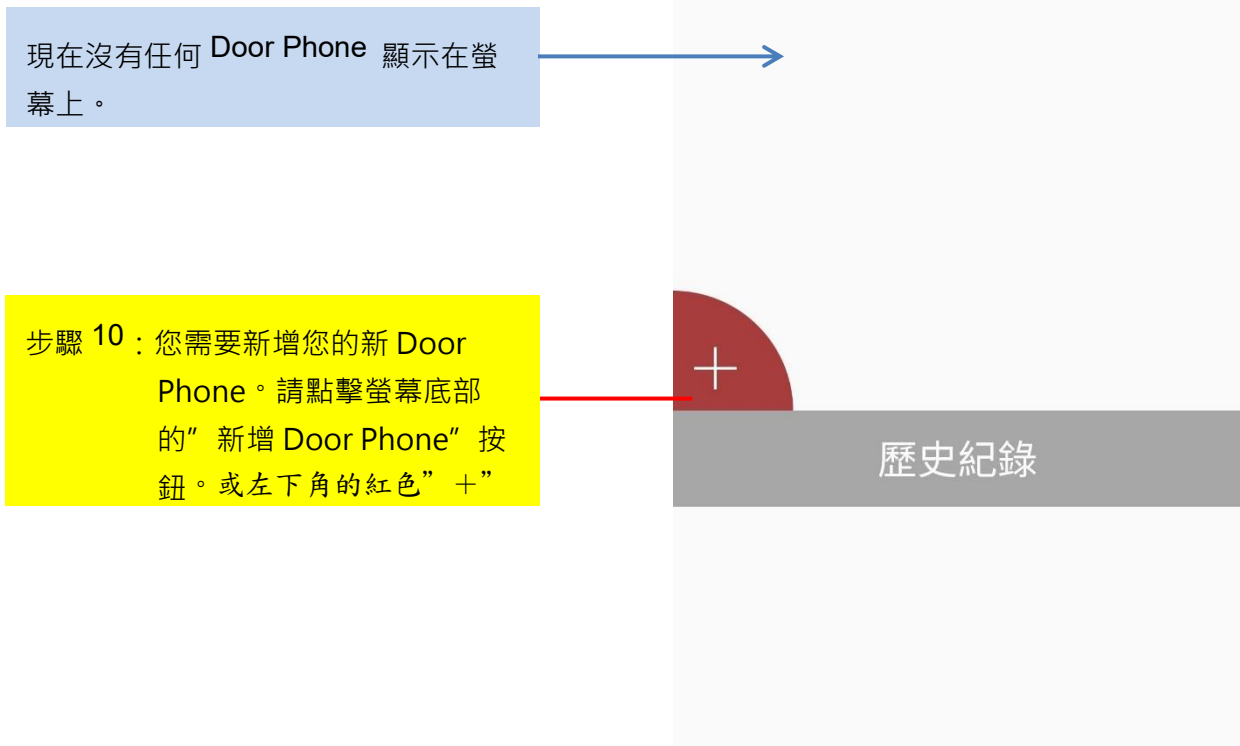 現在沒有任何 Door Phone 顯示在螢
幕上。
步驟 10：您需要新增您的新 Door
Phone。請點擊螢幕底部
的”新增 Door Phone”按
鈕。或左下角的紅色”＋”
歷史紀錄